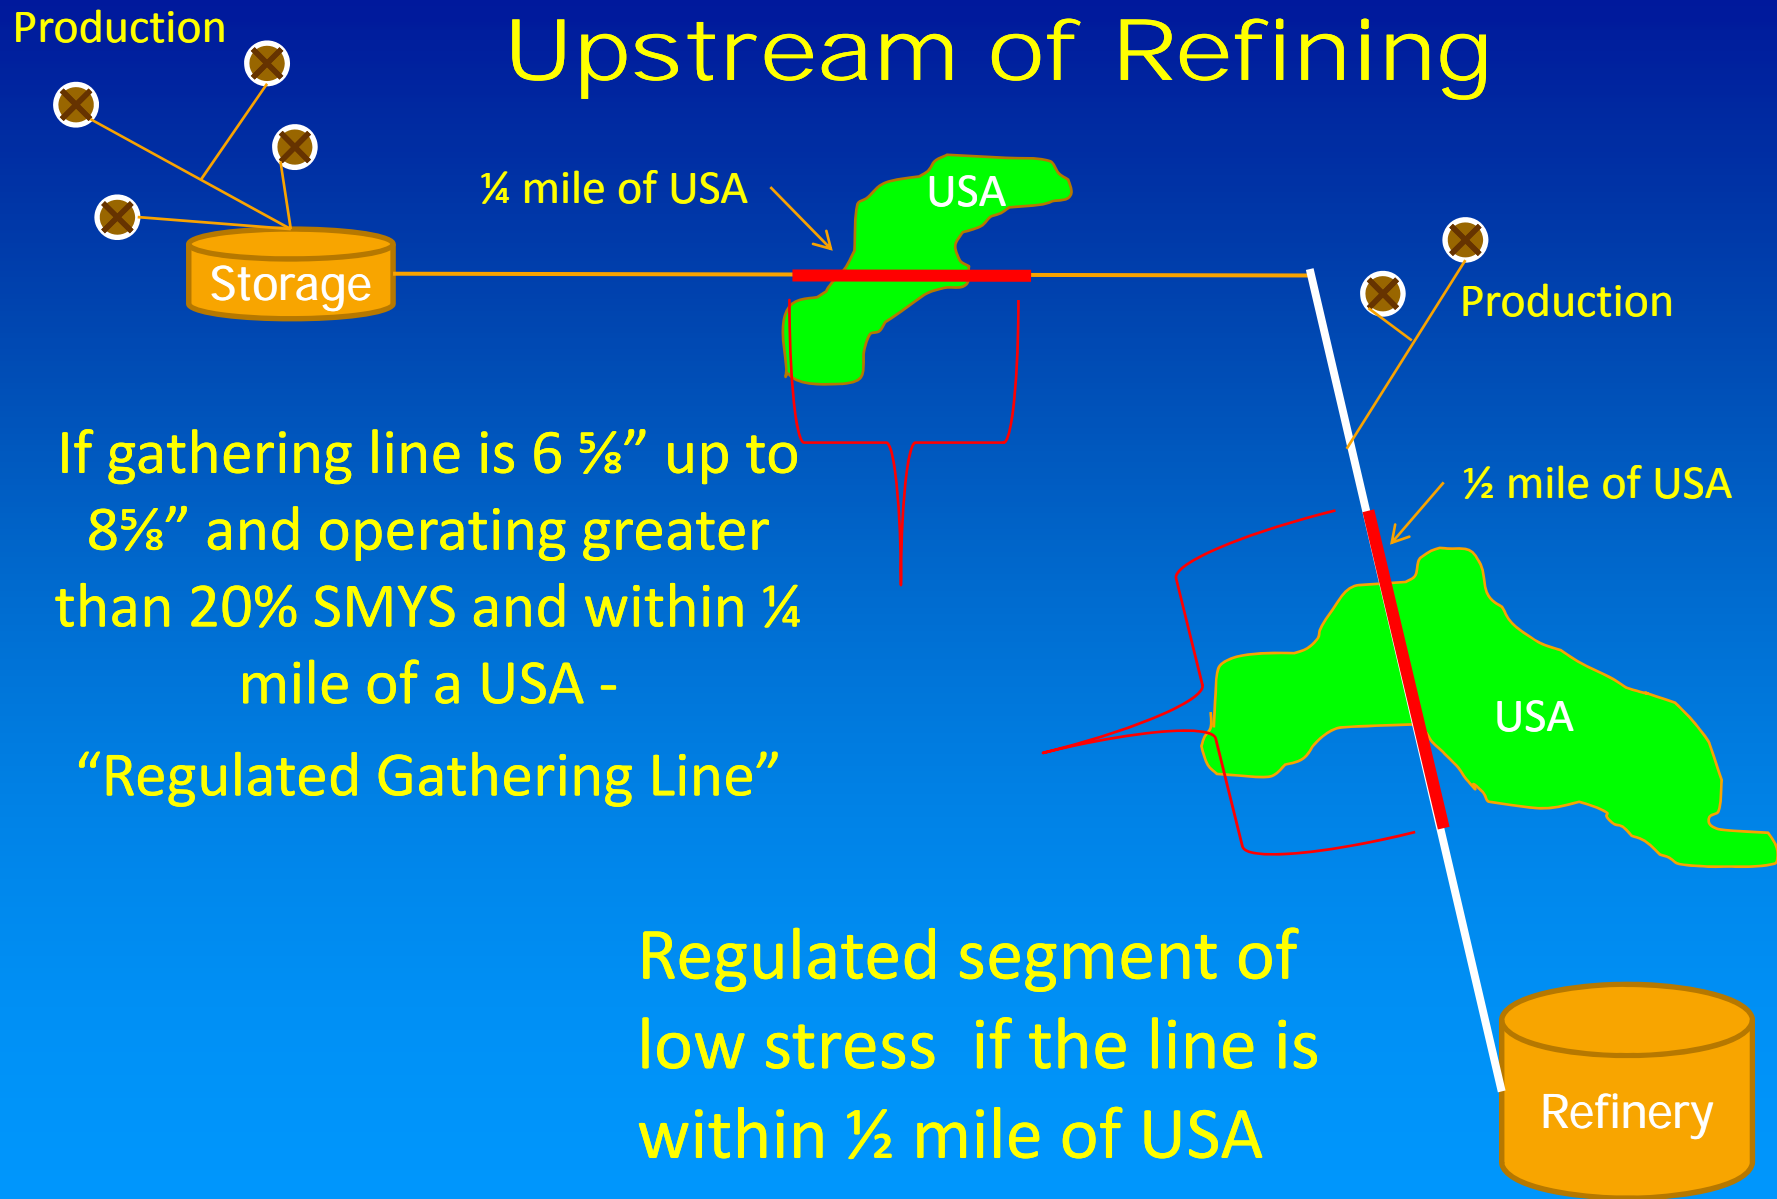 Production
Upstream of Refining
¼ mile of USA
USA
Storage
Production
If gathering line is 6 ⅝” up to
8⅝” and operating greater
than 20% SMYS and within ¼
mile of a USA -
“Regulated Gathering Line”
½ mile of USA
USA
Regulated segment of
low stress  if the line is
within ½ mile of USA
Refinery